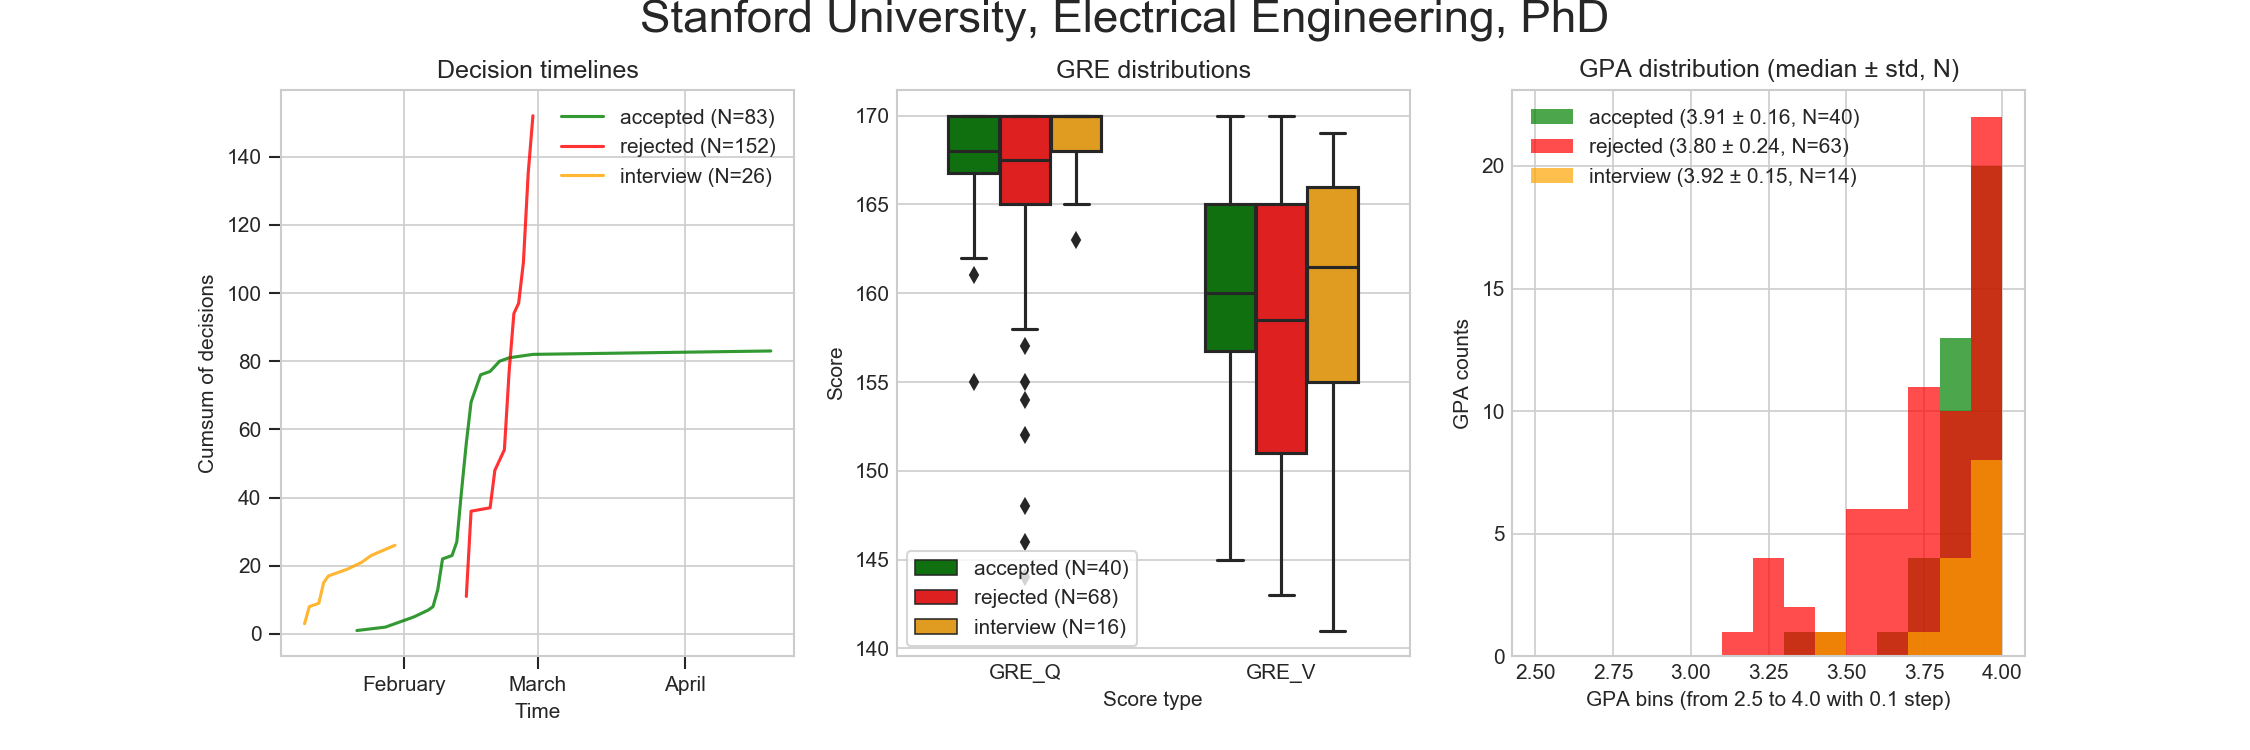 Stanford University, Electrical Engineering, PhD
Decision timelines
accepted (N=83)
rejected (N=152)
interview (N=26)
Cumsum of decisions
140
120
100
80
60
40
20
0
February
March
April
Time
GRE distributions
Score
170
165
160
155
150
145
140
accepted (N=40)
rejected (N=68)
interview (N=16)
GRE_Q
GRE_V
Score type
GPA distribution (median ± std, N)
accepted (3.91 ± 0.16, N=40)
rejected (3.80 ± 0.24, N=63)
interview (3.92 ± 0.15, N=14)
GPA counts
20
15
10
5
0
2.50
2.75
3.00
3.25
3.50
3.75
4.00
GPA bins (from 2.5 to 4.0 with 0.1 step)